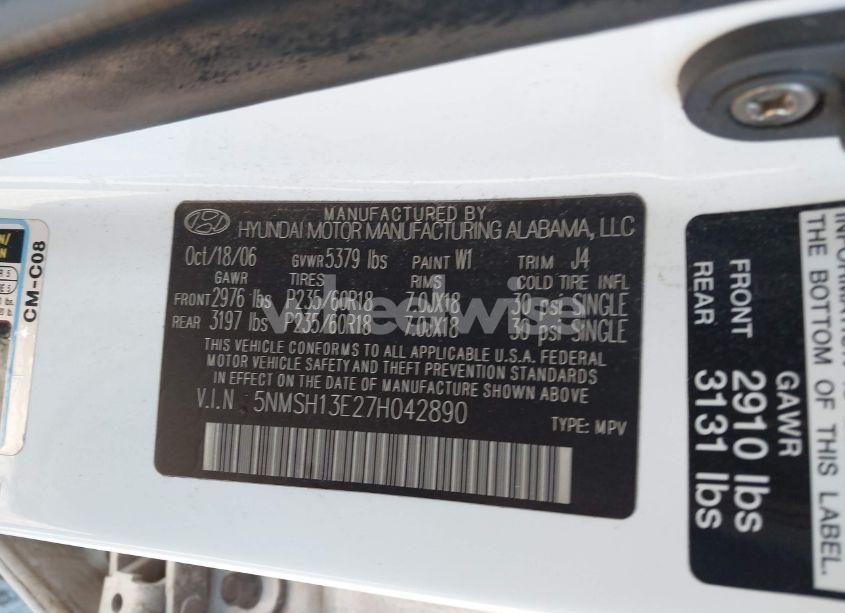 MANUFACTURED BY
HYUNDAI MOTOR MANUFACTURING ALABAMA, LLC
Oct/18/06 GVWR 5379 lbs PAINT W1 TRIM J4
GAWR TIRES RIMS COLD TIRE INFL
FRONT 2976 lbs P235/60R18 7.0JX18 30 psi SINGLE
REAR 3197 lbs P235/60R18 7.0JX18 30 psi SINGLE
THIS VEHICLE CONFORMS TO ALL APPLICABLE U.S.A. FEDERAL
MOTOR VEHICLE SAFETY AND THEFT PREVENTION STANDARDS
IN EFFECT ON THE DATE OF MANUFACTURE SHOWN ABOVE
V.I.N 5NMSH13E27H042890
TYPE: MPV
CM-C08
GAWR
FRONT 2910 lbs
REAR 3131 lbs
THE BOTTOM OF THIS LABEL.